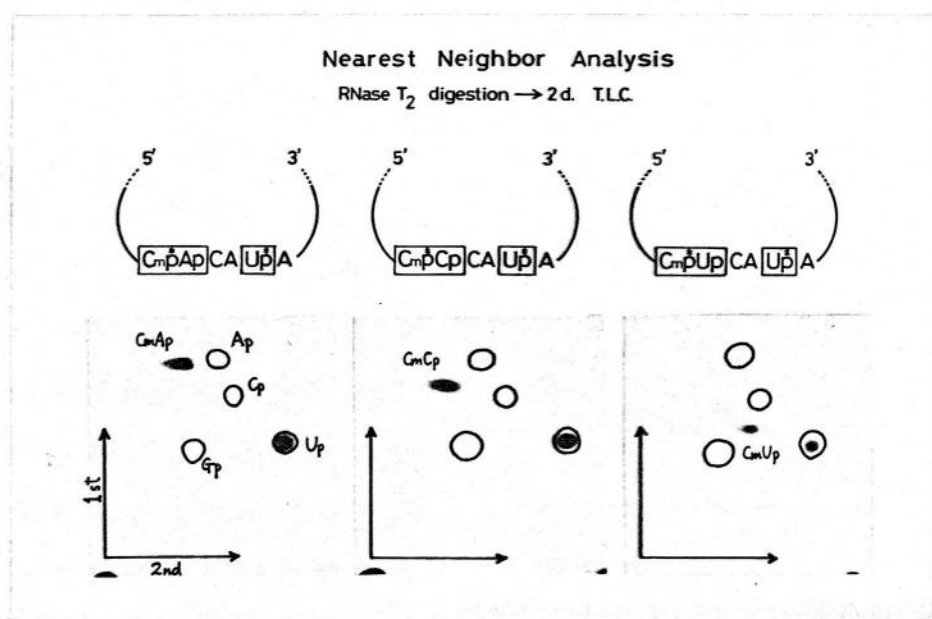 Nearest Neighbor Analysis
RNase T2 digestion → 2d. T.L.C.
5' 3' 5' 3' 5' 3'
CmpAp CA Up A CmpCp CA Up A CmpUp CA Up A
CmAp Ap
Cp
Up
Gp
1st
2nd
CmCp
CmUp